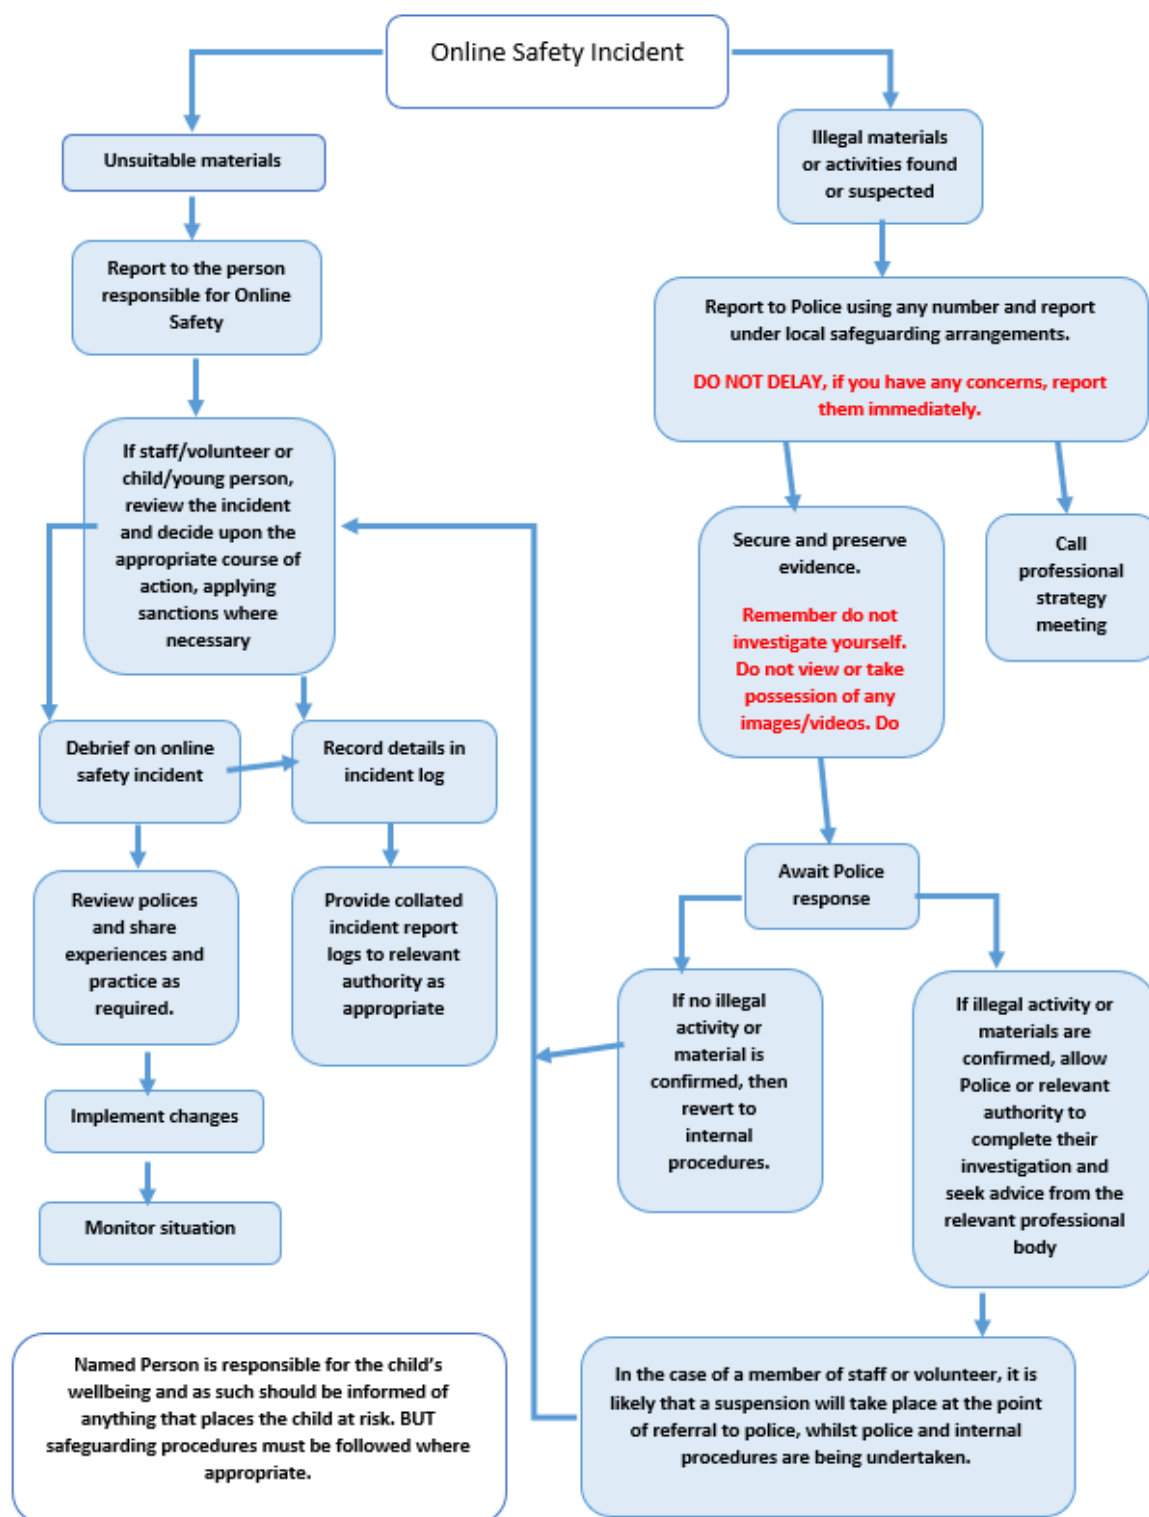 Online Safety Incident
Unsuitable materials
Report to the person
responsible for Online
Safety
If staff/volunteer or
child/young person,
review the incident
and decide upon the
appropriate course of
action, applying
sanctions where
necessary
Debrief on online
safety incident
Record details in
incident log
Review polices
and share
experiences and
practice as
required.
Provide collated
incident report
logs to relevant
authority as
appropriate
Implement changes
Monitor situation
Illegal materials
or activities found
or suspected
Report to Police using any number and report
under local safeguarding arrangements.
DO NOT DELAY, if you have any concerns, report
them immediately.
Secure and preserve
evidence.
Remember do not
investigate yourself.
Do not view or take
possession of any
images/videos. Do
Call
professional
strategy
meeting
Await Police
response
If no illegal
activity or
material is
confirmed, then
revert to
internal
procedures.
If illegal activity or
materials are
confirmed, allow
Police or relevant
authority to
complete their
investigation and
seek advice from the
relevant professional
body
In the case of a member of staff or volunteer, it is
likely that a suspension will take place at the point
of referral to police, whilst police and internal
procedures are being undertaken.
Named Person is responsible for the child's
wellbeing and as such should be informed of
anything that places the child at risk. BUT
safeguarding procedures must be followed where
appropriate.